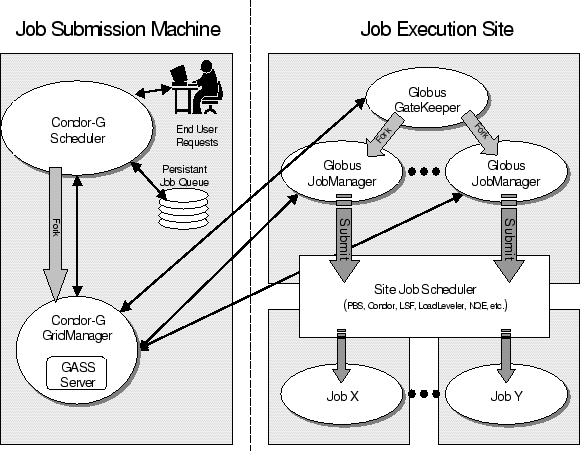 Job Submission Machine
Job Execution Site
Condor-G
Scheduler
End User
Requests
Persistant
Job Queue
Fork
Condor-G
GridManager
GASS
Server
Globus
GateKeeper
Fork
Fork
Globus
JobManager
Globus
JobManager
Submit
Submit
Site Job Scheduler
(PBS, Condor, LSF, LoadLeveler, NQE, etc.)
Job X
Job Y